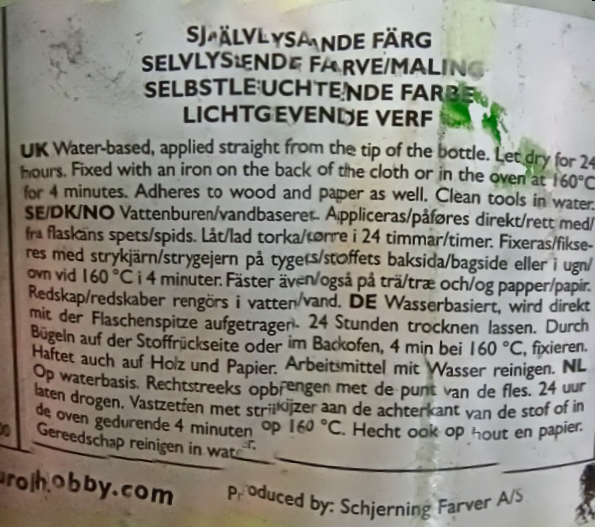 SJÄLVLYSANDE FÄRG
SELVLYSENDE FARVE/MALING
SELBSTLEUCHTENDE FARBE
LICHTGEVENDE VERF
UK Water-based, applied straight from the tip of the bottle. Let dry for 24
hours. Fixed with an iron on the back of the cloth or in the oven at 160°C
for 4 minutes. Adheres to wood and paper as well. Clean tools in water.
SE/DK/NO Vattenburen/vandbaseret. Appliceras/påføres direkt/rett med/
fra flaskans spets/spids. Låt/lad torka/tørre i 24 timmar/timer. Fixeras/fikse-
res med strykjärn/strygejern på tygets/stoffets baksida/bagside eller i ugn/
ovn vid 160 °C i 4 minuter. Fäster även/også på trä/træ och/og papper/papir.
Redskap/redskaber rengörs i vatten/vand. DE Wasserbasiert, wird direkt
mit der Flaschenspitze aufgetragen. 24 Stunden trocknen lassen. Durch
Bügeln auf der Stoffrückseite oder im Backofen, 4 min bei 160 °C, fixieren.
Haftet auch auf Holz und Papier. Arbeitsmittel mit Wasser reinigen. NL
Op waterbasis. Rechtstreeks opbrengen met de punt van de fles. 24 uur
laten drogen. Vastzetten met strijkijzer aan de achterkant van de stof of in
de oven gedurende 4 minuten op 160 °C. Hecht ook op hout en papier.
Gereedschap reinigen in water.
urohobby.com
Produced by: Schjerning Farver A/S